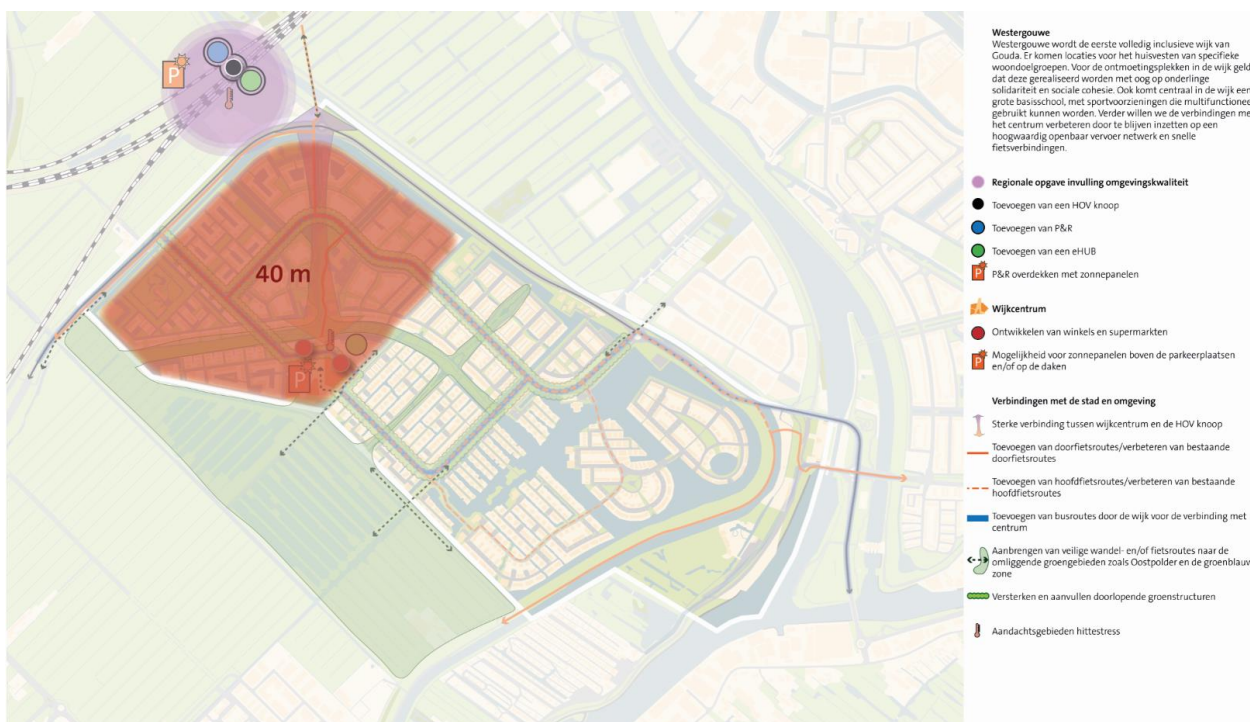 Westergouwe
Westergouwe wordt de eerste volledig inclusieve wijk van
Gouda. Er komen locaties voor het huisvesten van specifieke
woondoelgroepen. Voor de ontmoetingsplekken in de wijk geld
dat deze gerealiseerd worden met oog op onderlinge
solidariteit en sociale cohesie. Ook komt centraal in de wijk een
grote basisschool, met sportvoorzieningen die multifunctionee
gebruikt kunnen worden. Verder willen we de verbindingen me
het centrum verbeteren door te blijven inzetten op een
hoogwaardig openbaar vervoer netwerk en snelle
fietsverbindingen.
Regionale opgave invulling omgevingskwaliteit
Toevoegen van een HOV knoop
Toevoegen van P&R
Toevoegen van een eHUB
P
P&R overdekken met zonnepanelen
Wijkcentrum
Ontwikkelen van winkels en supermarkten
P
Mogelijkheid voor zonnepanelen boven de parkeerplaatsen
en/of op de daken
Verbindingen met de stad en omgeving
Sterke verbinding tussen wijkcentrum en de HOV knoop
Toevoegen van doorfietsroutes/verbeteren van bestaande
doorfietsroutes
Toevoegen van hoofdfietsroutes/verbeteren van bestaande
hoofdfietsroutes
Toevoegen van busroutes door de wijk voor de verbinding met
centrum
Aanbrengen van veilige wandel- en/of fietsroutes naar de
omliggende groengebieden zoals Oostpolder en de groenblauw
zone
Versterken en aanvullen doorlopende groenstructuren
Aandachtsgebieden hittestress
P
40 m
P